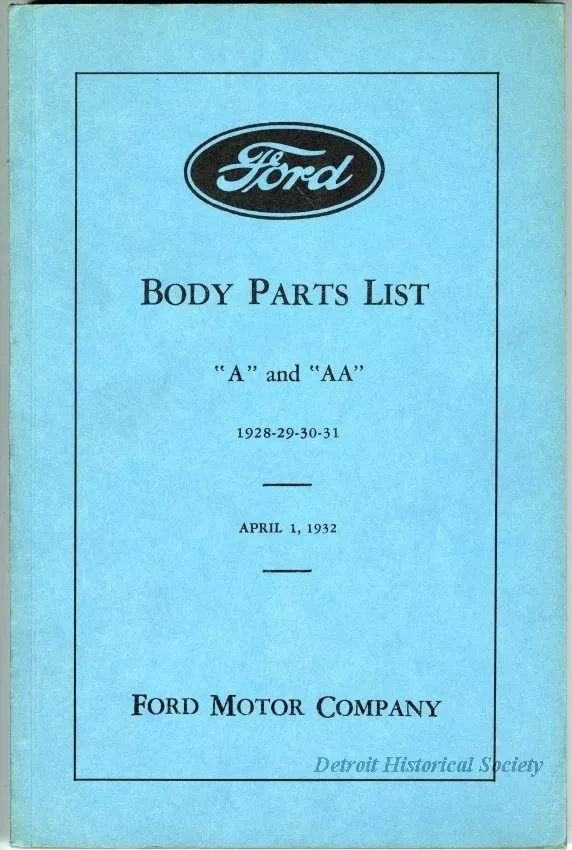 Ford
BODY PARTS LIST
"A" and "AA"
1928-29-30-31
APRIL 1, 1932
FORD MOTOR COMPANY
Detroit Historical Society